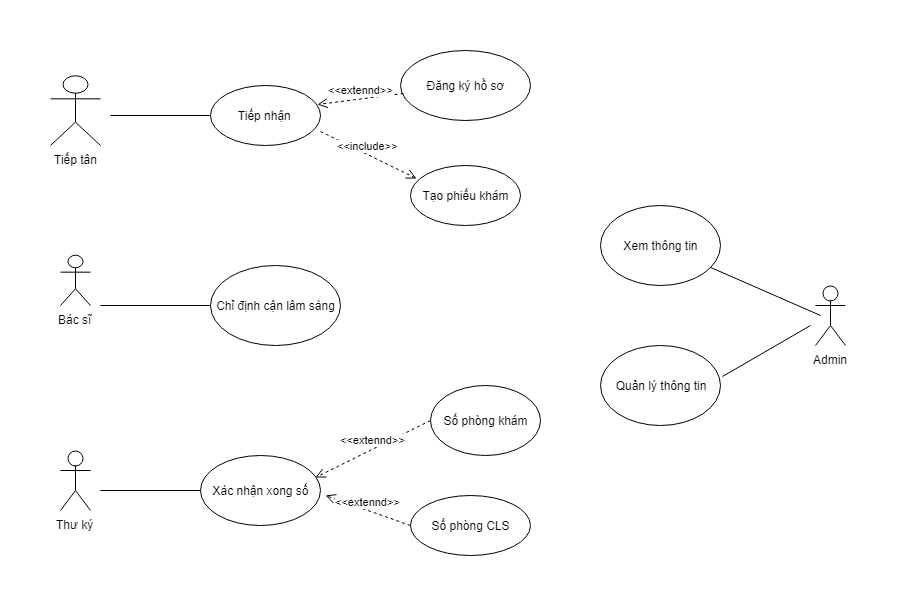 Đăng ký hồ sơ
<<extennd>>
Tiếp nhận
<<include>>
Tiếp tân
Tạo phiếu khám
Xem thông tin
Bác sĩ
Chỉ định cận lâm sàng
Admin
Quản lý thông tin
Số phòng khám
<<extennd>>
Xác nhận xong số
<<extennd>>
Thư ký
Số phòng CLS